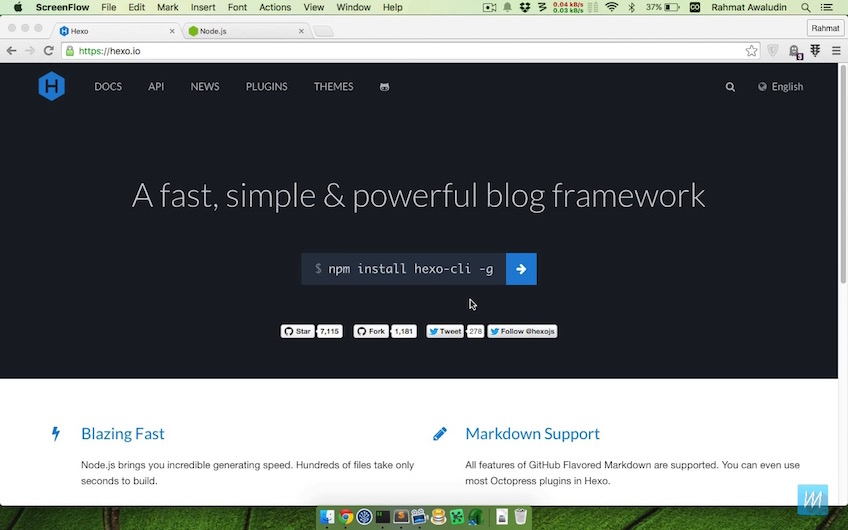 ScreenFlow File Edit Mark Insert Font Actions View Window Help 0.04 kB/s 0.03 kB/s 37% Rahmat Awaludin
Hexo Node.js Rahmat
https://hexo.io 3
H DOCS API NEWS PLUGINS THEMES English
A fast, simple & powerful blog framework
$ npm install hexo-cli -g
Star 7,115 Fork 1,181 Tweet 278 Follow @hexojs
Blazing Fast
Node.js brings you incredible generating speed. Hundreds of files take only
seconds to build.
Markdown Support
All features of GitHub Flavored Markdown are supported. You can even use
most Octopress plugins in Hexo.